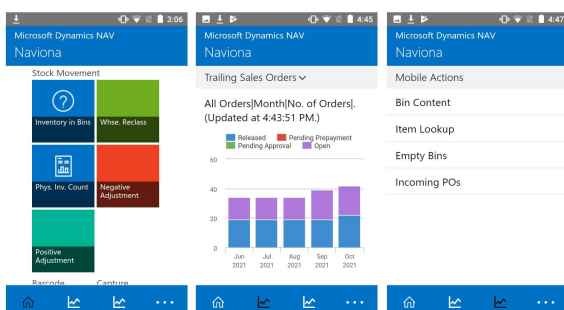 3:06
Microsoft Dynamics NAV
Naviona
Stock Movement
Inventory in Bins
Whse. Reclass
Phys. Inv. Count
Negative
Adjustment
Positive
Adjustment
Barcode
Capture
4:45
Microsoft Dynamics NAV
Naviona
Trailing Sales Orders
All Orders|Month|No. of Orders|.
(Updated at 4:43:51 PM.)
Released
Pending Prepayment
Pending Approval
Open
60
40
20
0
Jun
2021
Jul
2021
Aug
2021
Sep
2021
Oct
2021
4:47
Microsoft Dynamics NAV
Naviona
Mobile Actions
Bin Content
Item Lookup
Empty Bins
Incoming POs